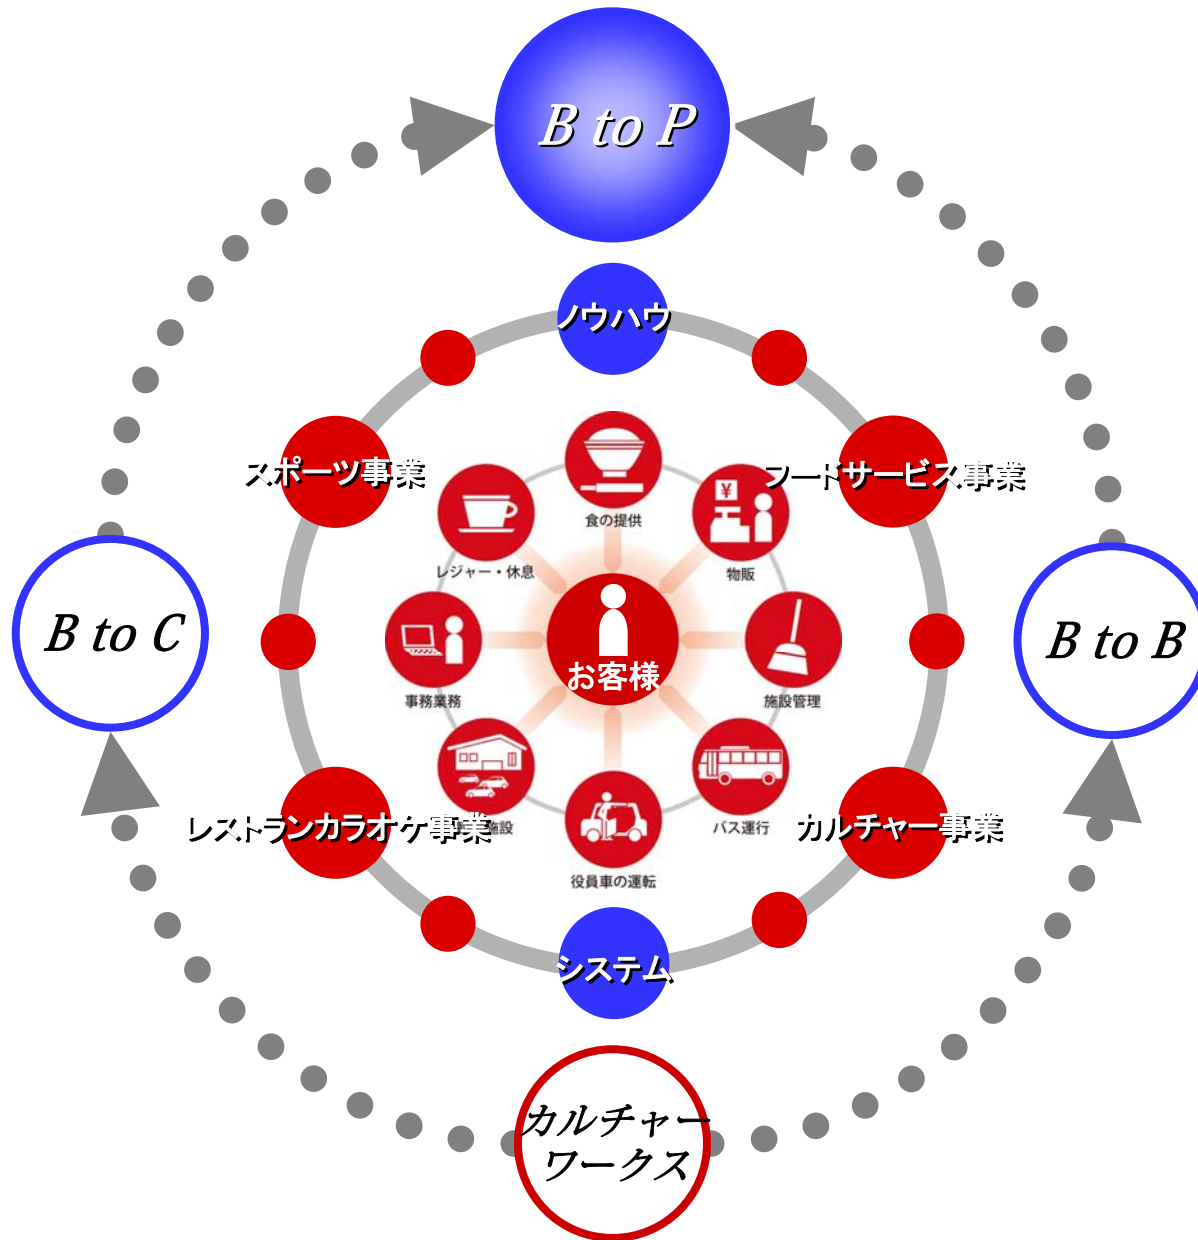 B to P
ノウハウ
スポーツ事業
フードサービス事業
食の提供
¥
レジャー・休息
物販
B to C
B to B
お客様
事務業務
施設管理
レストランカラオケ事業
施設
バス運行
カルチャー事業
役員車の運転
システム
カルチャー
ワークス